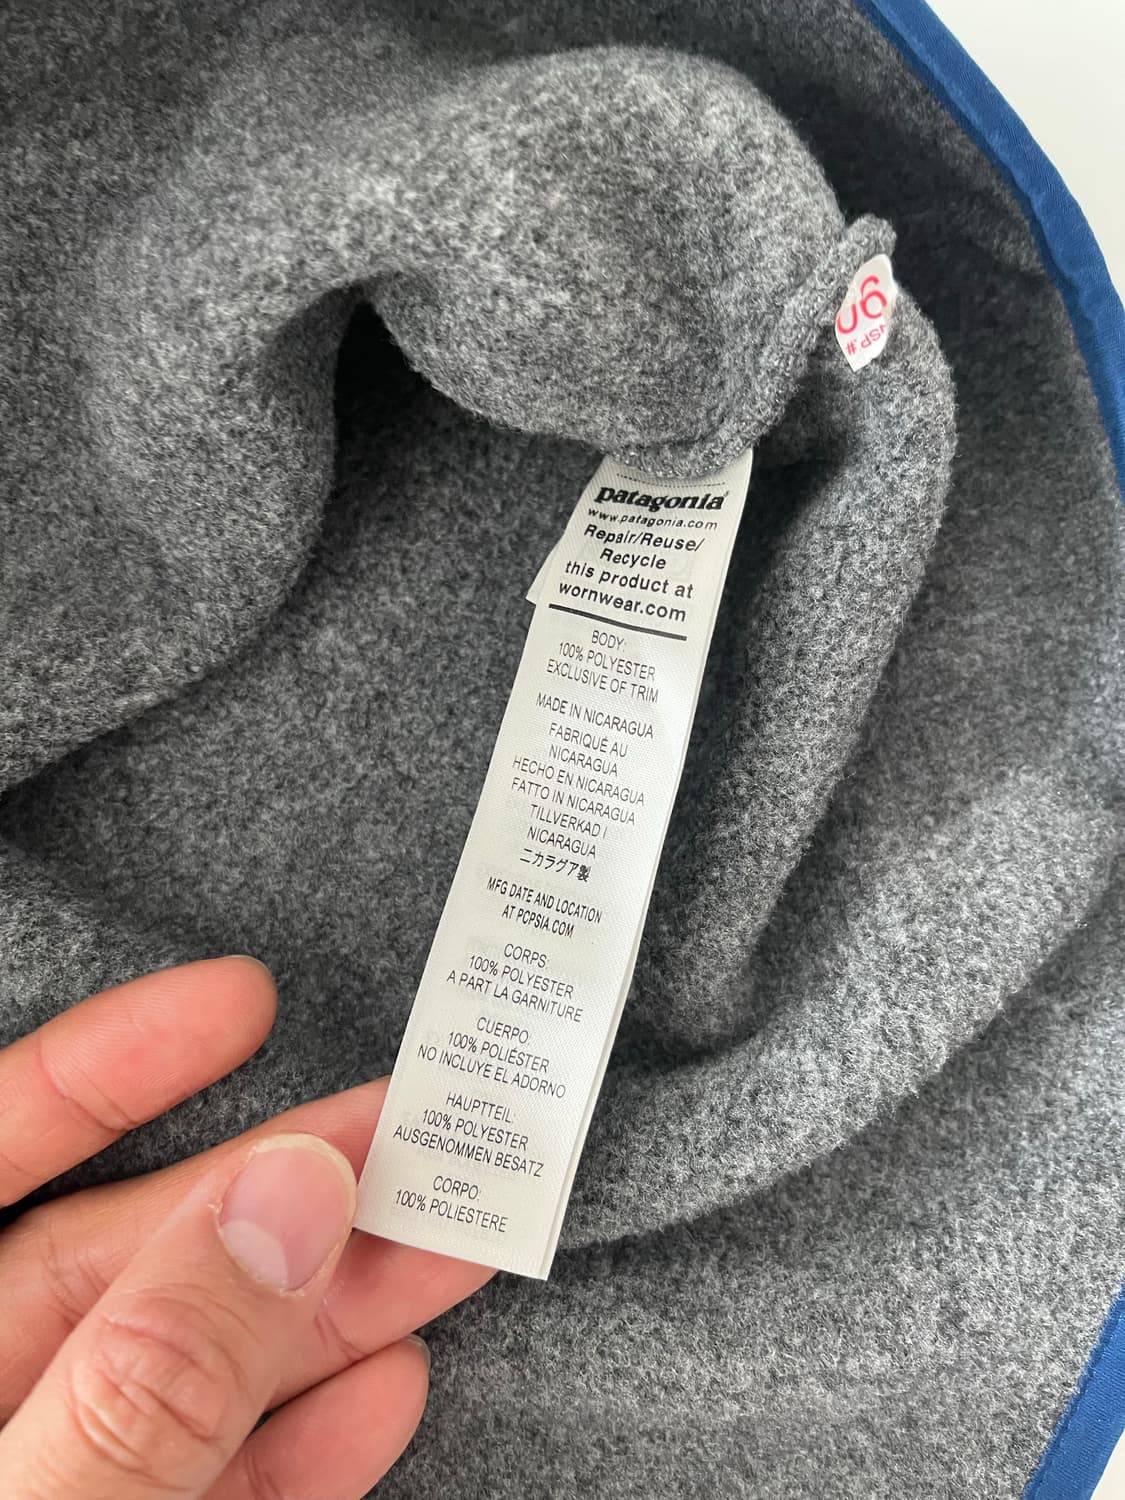 patagonia
www.patagonia.com
Repair/Reuse/
Recycle
this product at
wornwear.com
BODY:
100% POLYESTER
EXCLUSIVE OF TRIM
MADE IN NICARAGUA
FABRIQUÉ AU
NICARAGUA
HECHO EN NICARAGUA
FATTO IN NICARAGUA
TILLVERKAD I
NICARAGUA
ニカラグア製
MFG DATE AND LOCATION
AT PCPSIA.COM
CORPS:
100% POLYESTER
A PART LA GARNITURE
CUERPO:
100% POLIÉSTER
NO INCLUYE EL ADORNO
HAUPTTEIL:
100% POLYESTER
AUSGENOMMEN BESATZ
CORPO:
100% POLIESTERE